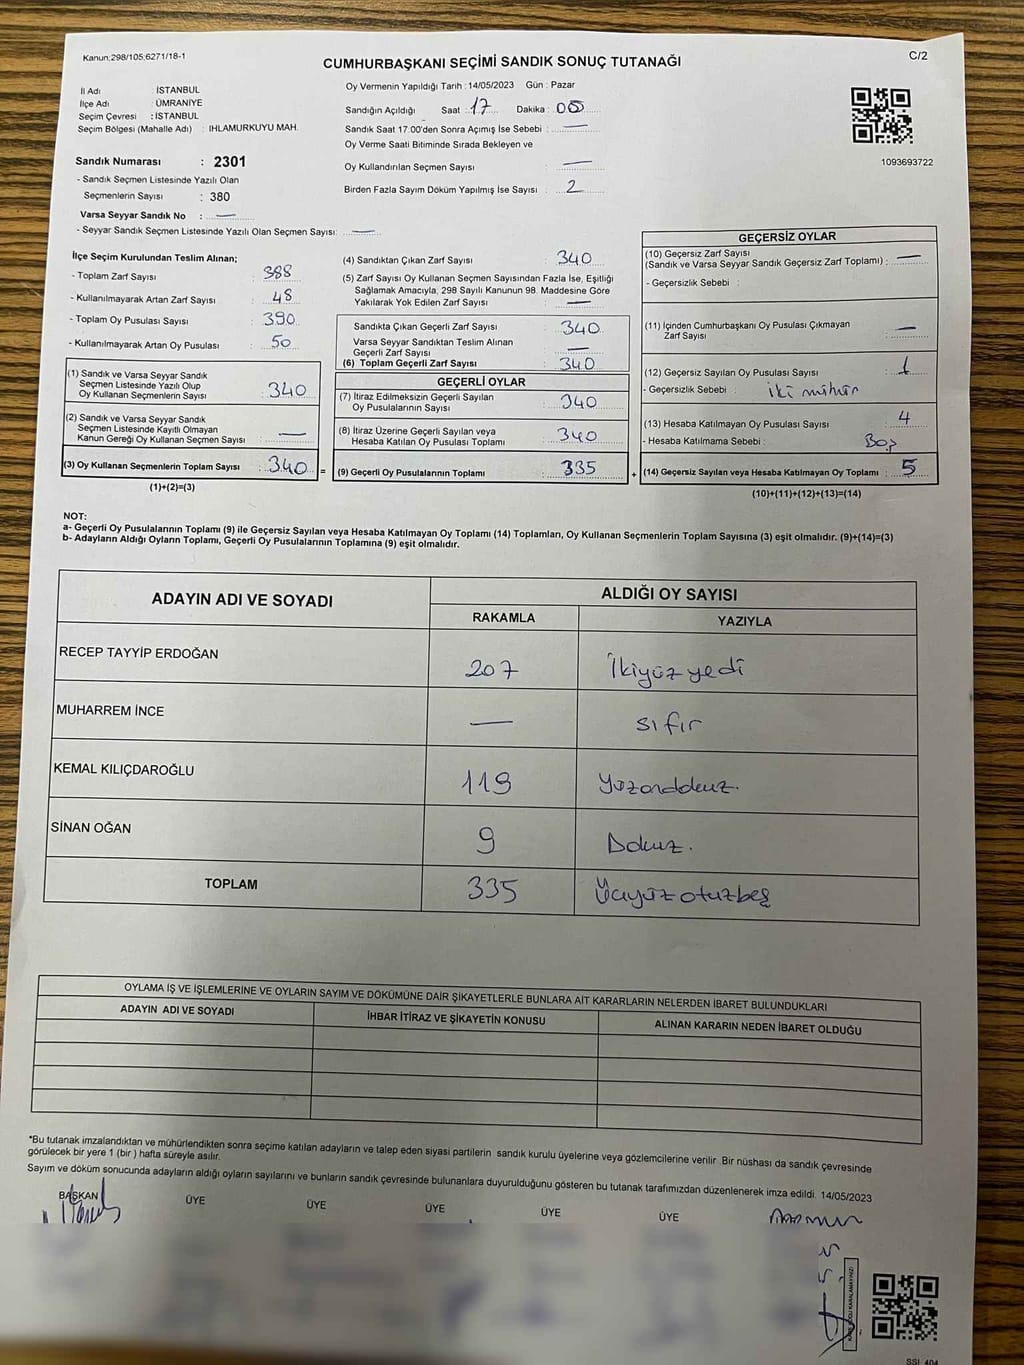 Kanun:298/105;6271/18-1
C/2
CUMHURBAŞKANI SEÇİMİ SANDIK SONUÇ TUTANAĞI
İl Adı : İSTANBUL
İlçe Adı : ÜMRANİYE
Seçim Çevresi : İSTANBUL
Seçim Bölgesi (Mahalle Adı) : IHLAMURKUYU MAH.
Sandık Numarası : 2301
- Sandık Seçmen Listesinde Yazılı Olan
Seçmenlerin Sayısı : 380
Varsa Seyyar Sandık No : —
- Seyyar Sandık Seçmen Listesinde Yazılı Olan Seçmen Sayısı: —
Oy Vermenin Yapıldığı Tarih : 14/05/2023 Gün : Pazar
Sandığın Açıldığı Saat : 17 Dakika : 05
Sandık Saat 17.00'den Sonra Açımış İse Sebebi : —
Oy Verme Saati Bitiminde Sırada Bekleyen ve
Oy Kullandırılan Seçmen Sayısı : —
Birden Fazla Sayım Döküm Yapılmış İse Sayısı : 2
1093693722
İlçe Seçim Kurulundan Teslim Alınan;
- Toplam Zarf Sayısı : 388
- Kullanılmayarak Artan Zarf Sayısı : 48
- Toplam Oy Pusulası Sayısı : 390
- Kullanılmayarak Artan Oy Pusulası : 50
(1) Sandık ve Varsa Seyyar Sandık
Seçmen Listesinde Yazılı Olup
Oy Kullanan Seçmenlerin Sayısı : 340
(2) Sandık ve Varsa Seyyar Sandık
Seçmen Listesinde Kayıtlı Olmayan
Kanun Gereği Oy Kullanan Seçmen Sayısı : —
(3) Oy Kullanan Seçmenlerin Toplam Sayısı : 340 =
(1)+(2)=(3)
(4) Sandıktan Çıkan Zarf Sayısı : 340
(5) Zarf Sayısı Oy Kullanan Seçmen Sayısından Fazla İse, Eşitliği
Sağlamak Amacıyla, 298 Sayılı Kanunun 98. Maddesine Göre
Yakılarak Yok Edilen Zarf Sayısı : —
Sandıkta Çıkan Geçerli Zarf Sayısı : 340
Varsa Seyyar Sandıktan Teslim Alınan
Geçerli Zarf Sayısı : —
(6) Toplam Geçerli Zarf Sayısı : 340
GEÇERLİ OYLAR
(7) İtiraz Edilmeksizin Geçerli Sayılan
Oy Pusulalarının Sayısı : 340
(8) İtiraz Üzerine Geçerli Sayılan veya
Hesaba Katılan Oy Pusulası Toplamı : 340
(9) Geçerli Oy Pusulalarının Toplamı : 335 +
GEÇERSİZ OYLAR
(10) Geçersiz Zarf Sayısı
(Sandık ve Varsa Seyyar Sandık Geçersiz Zarf Toplamı) : —
- Geçersizlik Sebebi :
(11) İçinden Cumhurbaşkanı Oy Pusulası Çıkmayan
Zarf Sayısı : —
(12) Geçersiz Sayılan Oy Pusulası Sayısı : 1
- Geçersizlik Sebebi : iki mühür
(13) Hesaba Katılmayan Oy Pusulası Sayısı : 4
- Hesaba Katılmama Sebebi : Boş
(14) Geçersiz Sayılan veya Hesaba Katılmayan Oy Toplamı : 5
(10)+(11)+(12)+(13)=(14)
NOT:
a- Geçerli Oy Pusulalarının Toplamı (9) ile Geçersiz Sayılan veya Hesaba Katılmayan Oy Toplamı (14) Toplamları, Oy Kullanan Seçmenlerin Toplam Sayısına (3) eşit olmalıdır. (9)+(14)=(3)
b- Adayların Aldığı Oyların Toplamı, Geçerli Oy Pusulalarının Toplamına (9) eşit olmalıdır.
ADAYIN ADI VE SOYADI
ALDIĞI OY SAYISI
RAKAMLA YAZIYLA
RECEP TAYYİP ERDOĞAN 207 İkiyüzyedi
MUHARREM İNCE — sıfır
KEMAL KILIÇDAROĞLU 119 Yüzondokuz.
SİNAN OĞAN 9 Dokuz.
TOPLAM 335 Üçyüzotuzbeş
OYLAMA İŞ VE İŞLEMLERINE VE OYLARIN SAYIM VE DÖKÜMÜNE DAİR ŞİKAYETLERLE BUNLARA AİT KARARLARIN NELERDEN İBARET BULUNDUKLARI
ADAYIN ADI VE SOYADI İHBAR İTİRAZ VE ŞİKAYETİN KONUSU ALINAN KARARIN NEDEN İBARET OLDUĞU
*Bu tutanak imzalandıktan ve mühürlendikten sonra seçime katılan adayların ve talep eden siyasi partilerin sandık kurulu üyelerine veya gözlemcilerine verilir. Bir nüshası da sandık çevresinde
görülecek bir yere 1 (bir ) hafta süreyle asılır.
Sayım ve döküm sonucunda adayların aldığı oyların sayılarını ve bunların sandık çevresinde bulunanlara duyurulduğunu gösteren bu tutanak tarafımızdan düzenlenerek imza edildi. 14/05/2023
BAŞKAN ÜYE ÜYE ÜYE ÜYE ÜYE
SSI_404